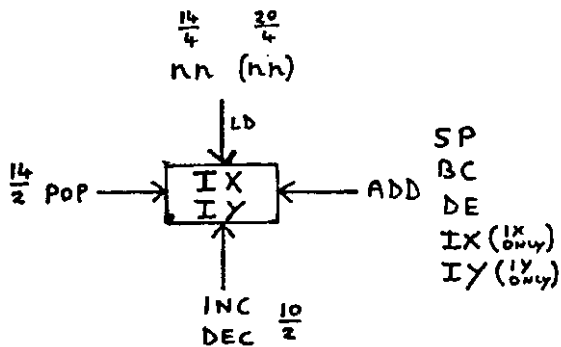 14/4 20/4
nn (nn)
LD
14/2 POP
IX
IY
ADD
SP
BC
DE
IX (IX ONLY)
IY (IY ONLY)
INC
DEC 10/2